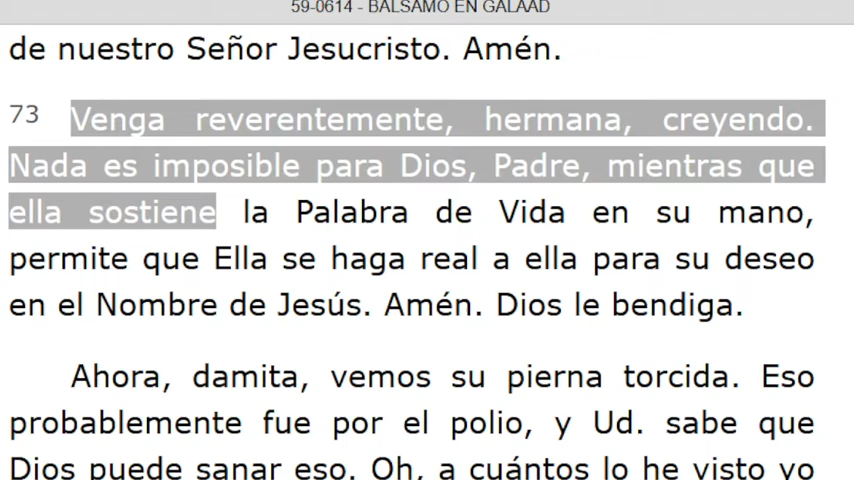 59-0614 - BALSAMO EN GALAAD
de nuestro Señor Jesucristo. Amén.
73 Venga reverentemente, hermana, creyendo.
Nada es imposible para Dios, Padre, mientras que
ella sostiene la Palabra de Vida en su mano,
permite que Ella se haga real a ella para su deseo
en el Nombre de Jesús. Amén. Dios le bendiga.
Ahora, damita, vemos su pierna torcida. Eso
probablemente fue por el polio, y Ud. sabe que
Dios puede sanar eso. Oh, a cuántos lo he visto yo